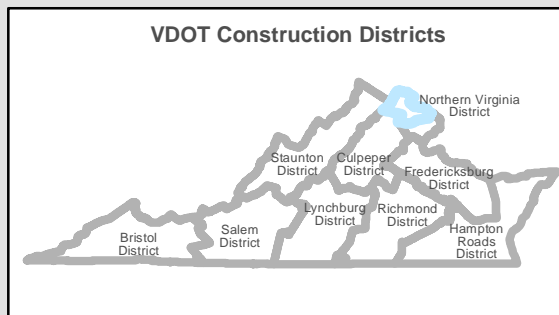 VDOT Construction Districts
Northern Virginia
District
Staunton
District
Culpeper
District
Fredericksburg
District
Lynchburg
District
Richmond
District
Salem
District
Bristol
District
Hampton
Roads
District